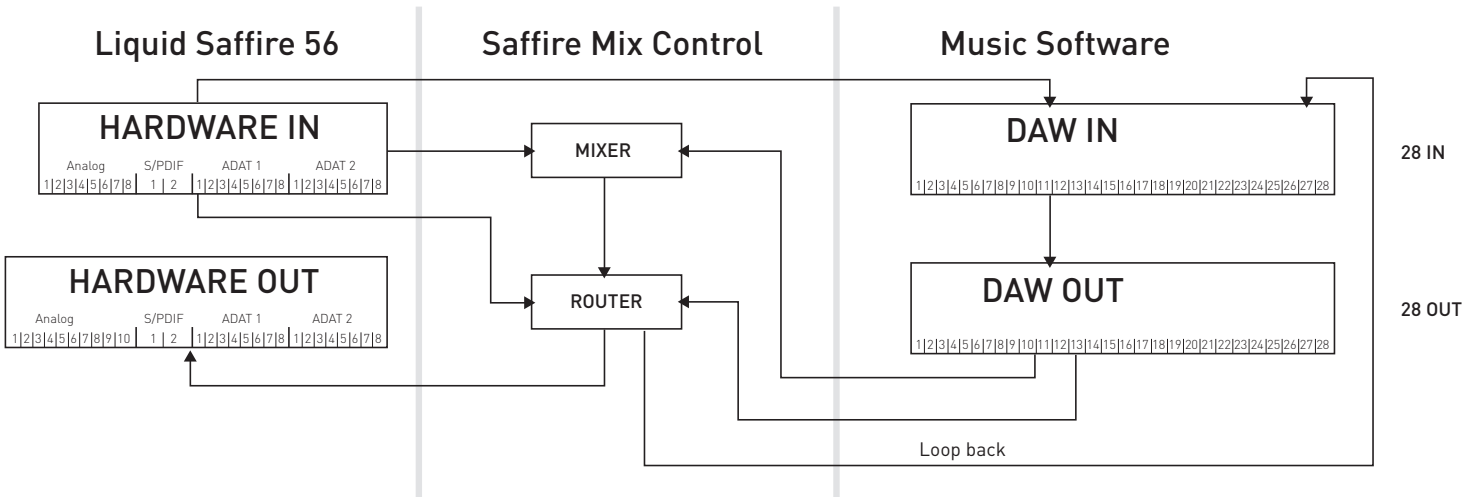 Liquid Saffire 56
Saffire Mix Control
Music Software
HARDWARE IN
Analog S/PDIF ADAT 1 ADAT 2
1|2|3|4|5|6|7|8 1 | 2 1|2|3|4|5|6|7|8 1|2|3|4|5|6|7|8
MIXER
DAW IN
1|2|3|4|5|6|7|8|9|10|11|12|13|14|15|16|17|18|19|20|21|22|23|24|25|26|27|28
28 IN
HARDWARE OUT
Analog S/PDIF ADAT 1 ADAT 2
1|2|3|4|5|6|7|8|9|10 1 | 2 1|2|3|4|5|6|7|8 1|2|3|4|5|6|7|8
ROUTER
DAW OUT
1|2|3|4|5|6|7|8|9|10|11|12|13|14|15|16|17|18|19|20|21|22|23|24|25|26|27|28
28 OUT
Loop back